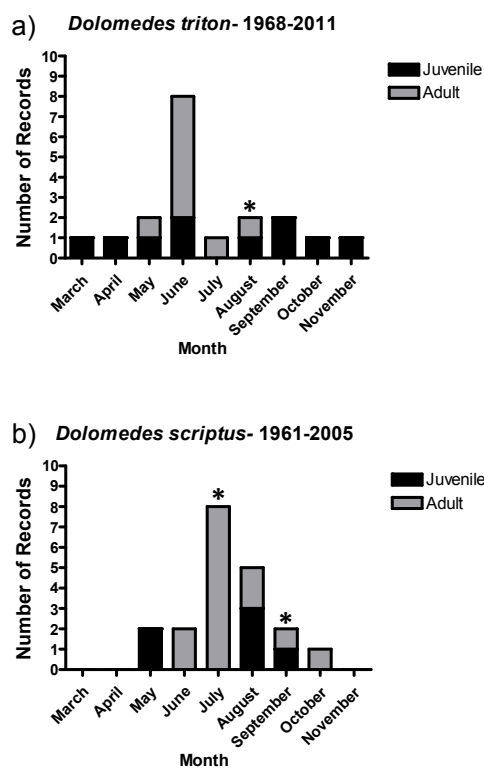 a) Dolomedes triton- 1968-2011
Juvenile
Adult
Number of Records
10
9
8
7
6
5
4
3
2
1
0
*
March
April
May
June
July
August
September
October
November
Month
b) Dolomedes scriptus- 1961-2005
Juvenile
Adult
Number of Records
10
9
8
7
6
5
4
3
2
1
0
*
*
March
April
May
June
July
August
September
October
November
Month